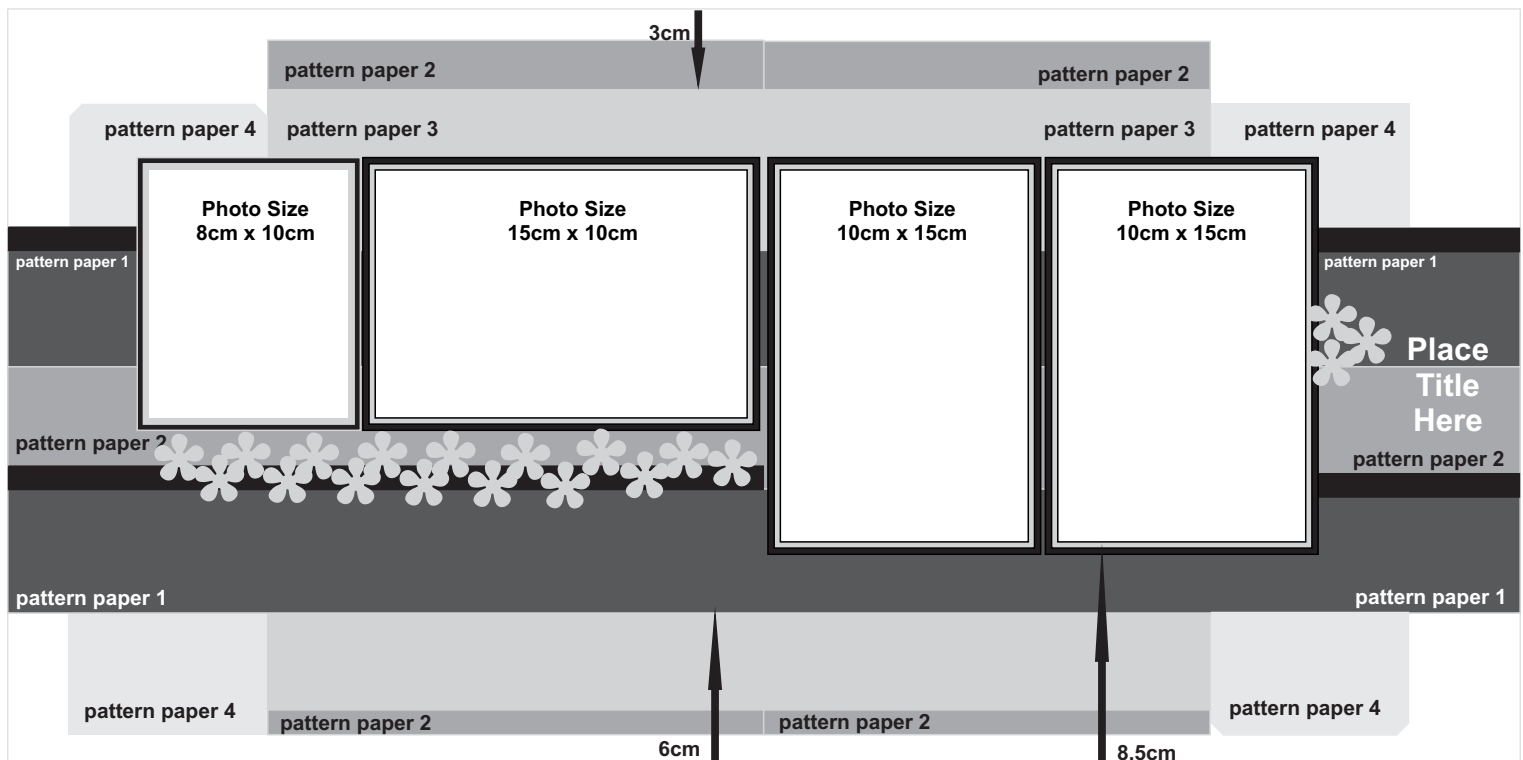 3cm
pattern paper 2
pattern paper 2
pattern paper 4
pattern paper 3
pattern paper 3
pattern paper 4
Photo Size
8cm x 10cm
Photo Size
15cm x 10cm
Photo Size
10cm x 15cm
Photo Size
10cm x 15cm
pattern paper 1
pattern paper 1
Place
Title
Here
pattern paper 2
pattern paper 2
pattern paper 1
pattern paper 1
pattern paper 4
pattern paper 2
pattern paper 2
pattern paper 4
6cm
8.5cm